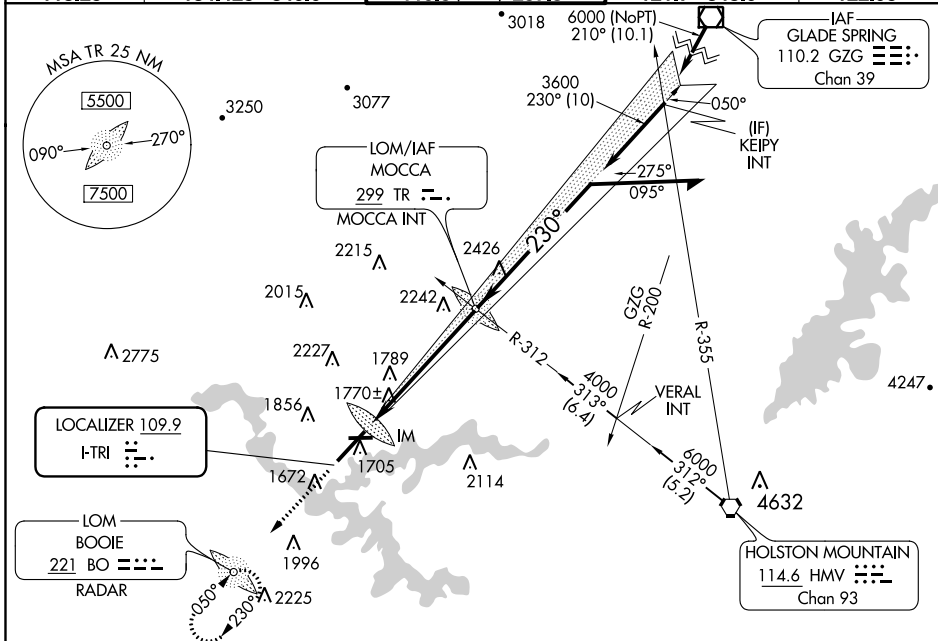 3018
6000 (NoPT)
210° (10.1)
IAF
GLADE SPRING
110.2 GZG
Chan 39
MSA TR 25 NM
5500
090°
270°
7500
3250
3077
3600
230° (10)
050°
(IF)
KEIPY
INT
LOM/IAF
MOCCA
299 TR
MOCCA INT
275°
095°
230°
2215
2426
2015
2242
GZG
R-200
R-355
R-312
2775
2227
1789
1770±
4000
313°
(6.4)
VERAL
INT
4247
1856
LOCALIZER 109.9
I-TRI
IM
1705
1672
2114
6000
312°
(5.2)
4632
LOM
BOOIE
221 BO
RADAR
1996
050°
230°
2225
HOLSTON MOUNTAIN
114.6 HMV
Chan 93